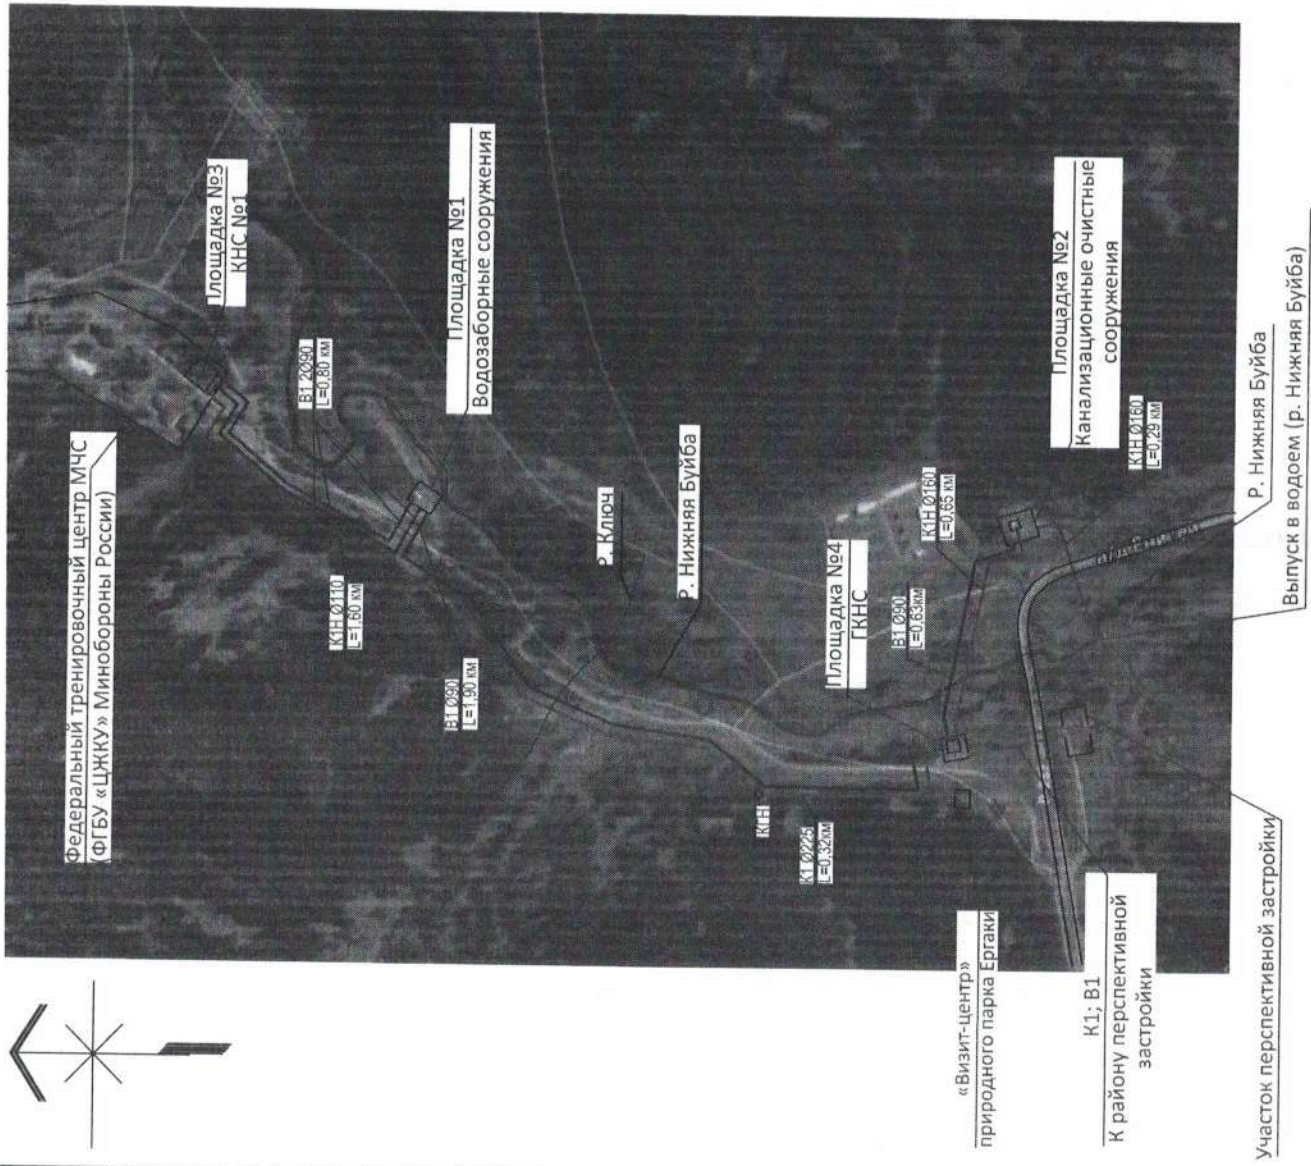 Федеральный тренировочный центр МЧС
(ФГБУ «ЦЖКУ» Минобороны России)
Площадка №3
КНС №1
В1 2Ø90
L=0,80 км
Площадка №1
Водозаборные сооружения
К1Н Ø110
L=1,60 км
В1 Ø90
L=1,90 км
Р. Ключ
Р. Нижняя Буйба
Площадка №4
ГКНС
В1 Ø90
L=0,63км
К1Н Ø160
L=0,65 км
Площадка №2
Канализационные очистные
сооружения
К1Н Ø160
L=0,29 км
К1 Ø225
L=0,32км
«Визит-центр»
природного парка Ергаки
К1; В1
К району перспективной
застройки
Участок перспективной застройки
Р. Нижняя Буйба
Выпуск в водоем (р. Нижняя Буйба)